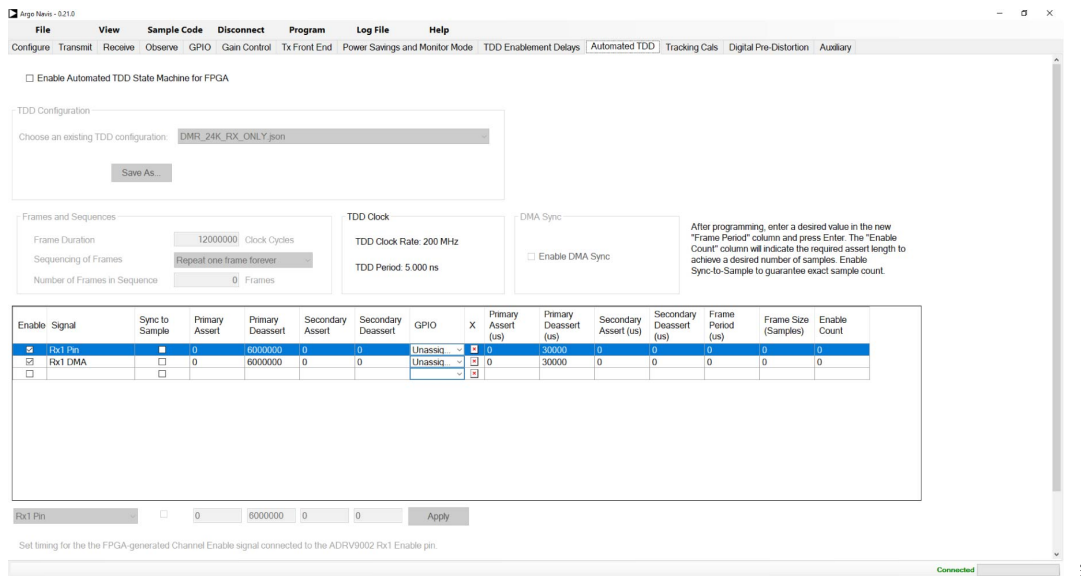 Argo Navis - 0.21.0
File View Sample Code Disconnect Program Log File Help
Configure Transmit Receive Observe GPIO Gain Control Tx Front End Power Savings and Monitor Mode TDD Enablement Delays Automated TDD Tracking Cals Digital Pre-Distortion Auxiliary
Enable Automated TDD State Machine for FPGA
TDD Configuration
Choose an existing TDD configuration: DMR_24K_RX_ONLY.json
Save As...
Frames and Sequences
Frame Duration 12000000 Clock Cycles
Sequencing of Frames Repeat one frame forever
Number of Frames in Sequence 0 Frames
TDD Clock
TDD Clock Rate: 200 MHz
TDD Period: 5.000 ns
DMA Sync
Enable DMA Sync
After programming, enter a desired value in the new
"Frame Period" column and press Enter. The "Enable
Count" column will indicate the required assert length to
achieve a desired number of samples. Enable
Sync-to-Sample to guarantee exact sample count.
Enable Signal Sync to Sample Primary Assert Primary Deassert Secondary Assert Secondary Deassert GPIO X Primary Assert (us) Primary Deassert (us) Secondary Assert (us) Secondary Deassert (us) Frame Period (us) Frame Size (Samples) Enable Count
Rx1 Pin 0 6000000 0 0 Unassig... 0 30000 0 0 0 0 0
Rx1 DMA 0 6000000 0 0 Unassig... 0 30000 0 0 0 0 0
Rx1 Pin 0 6000000 0 0 Apply
Set timing for the the FPGA-generated Channel Enable signal connected to the ADRV9002 Rx1 Enable pin.
Connected